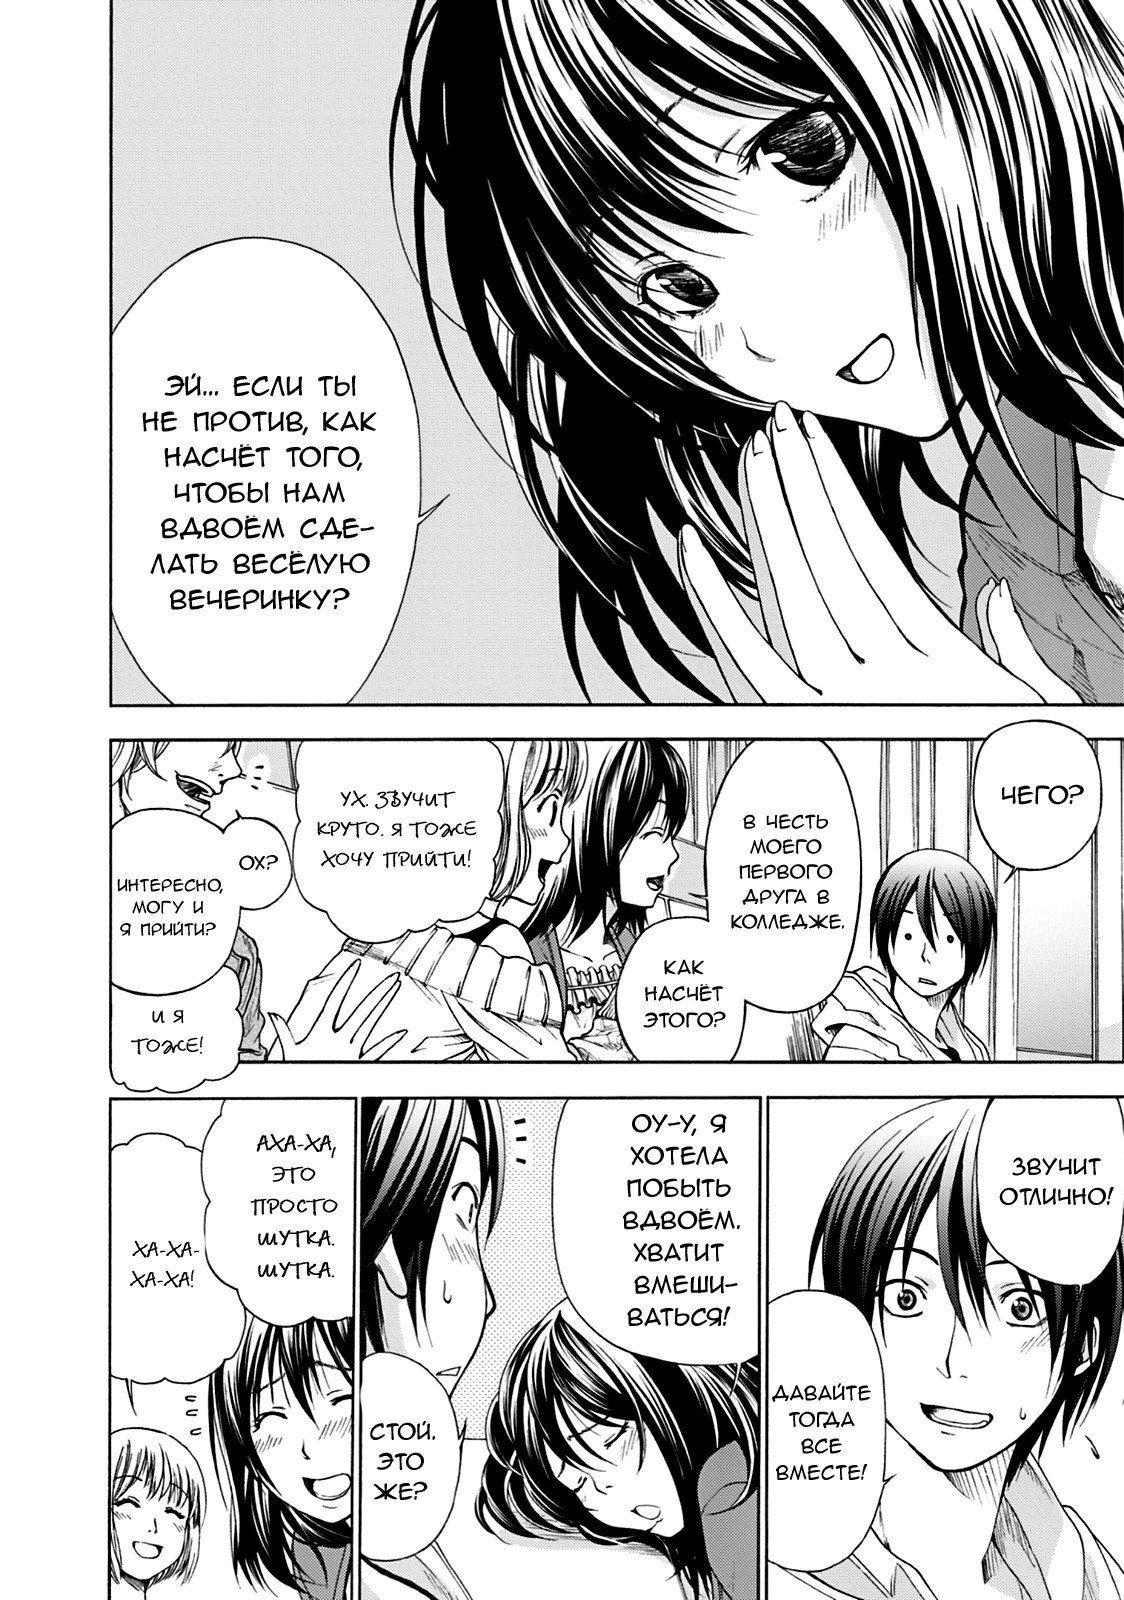 ЭЙ... ЕСЛИ ТЫ
НЕ ПРОТИВ, КАК
НАСЧЁТ ТОГО,
ЧТОБЫ НАМ
ВДВОЁМ СДЕ-
ЛАТЬ ВЕСЁЛУЮ
ВЕЧЕРИНКУ?
ЧЕГО?
В ЧЕСТЬ
МОЕГО
ПЕРВОГО
ДРУГА В
КОЛЛЕДЖЕ.
КАК
НАСЧЁТ
ЭТОГО?
УХ. ЗВУЧИТ
КРУТО. Я ТОЖЕ
ХОЧУ ПРИЙТИ!
ОХ?
ИНТЕРЕСНО,
МОГУ И
Я ПРИЙТИ?
И Я
ТОЖЕ!
ЗВУЧИТ
ОТЛИЧНО!
ДАВАЙТЕ
ТОГДА
ВСЕ
ВМЕСТЕ!
ОУ-У, Я
ХОТЕЛА
ПОБЫТЬ
ВДВОЁМ.
ХВАТИТ
ВМЕШИ-
ВАТЬСЯ!
СТОЙ.
ЭТО
ЖЕ?
АХА-ХА,
ЭТО
ПРОСТО
ШУТКА.
ШУТКА.
ХА-ХА-
ХА-ХА!